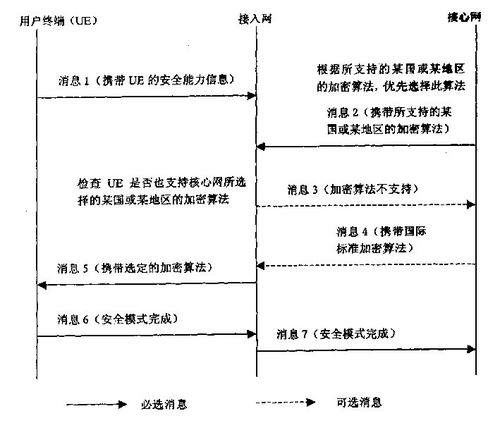 用户终端（UE）
接入网
接心网
消息1（携带UE的安全能力信息）
根据所支持的某国或某地区
的加密算法，优先选择此算法
消息2（携带所支持的某
国或某地区的加密算法）
检查 UE 是否也支持核心网所选
择的某国或某地区的加密算法
消息3（加密算法不支持）
消息4（携带国际
标准加密算法）
消息5（携带选定的加密算法）
消息6（安全模式完成）
消息7（安全模式完成）
必选消息
可选消息